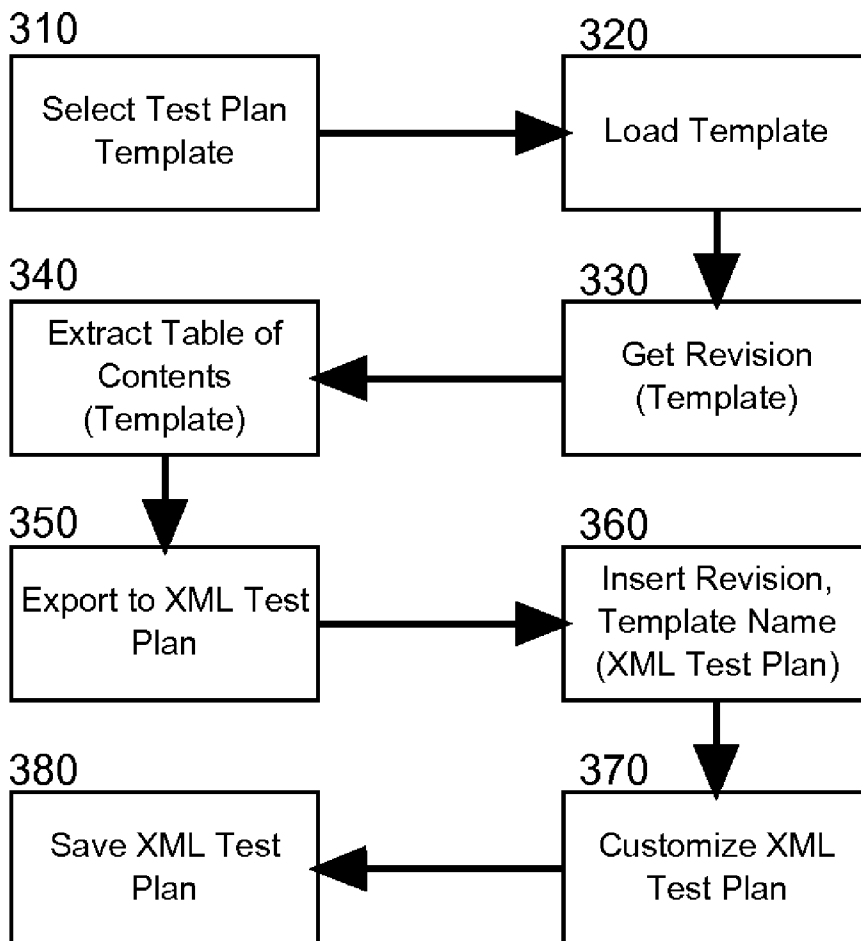 310
Select Test Plan
Template
320
Load Template
330
Get Revision
(Template)
340
Extract Table of
Contents
(Template)
350
Export to XML Test
Plan
360
Insert Revision,
Template Name
(XML Test Plan)
370
Customize XML
Test Plan
380
Save XML Test
Plan